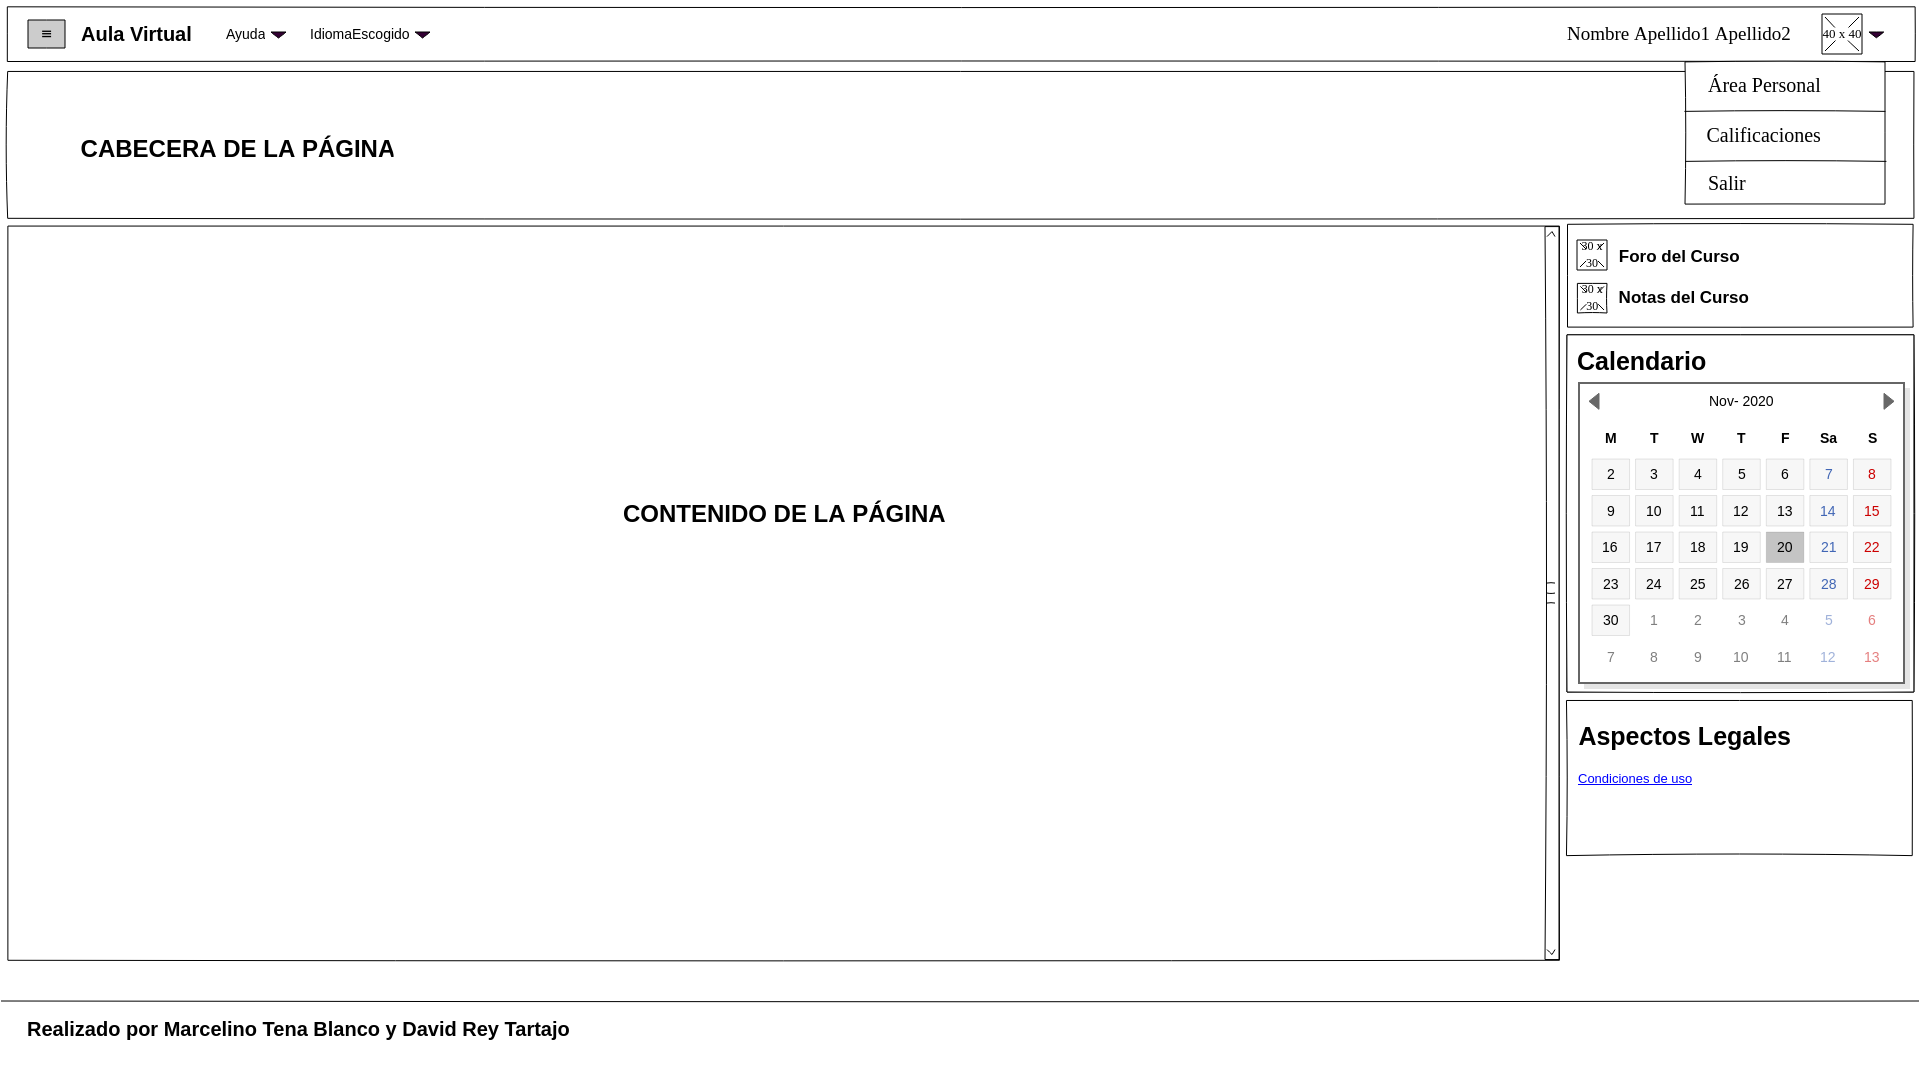 Aula Virtual Ayuda IdiomaEscogido Nombre Apellido1 Apellido2 40 x 40
Área Personal
Calificaciones
Salir
CABECERA DE LA PÁGINA
CONTENIDO DE LA PÁGINA
30 x
30
Foro del Curso
30 x
30
Notas del Curso
Calendario
Nov- 2020
M T W T F Sa S
2 3 4 5 6 7 8
9 10 11 12 13 14 15
16 17 18 19 20 21 22
23 24 25 26 27 28 29
30 1 2 3 4 5 6
7 8 9 10 11 12 13
Aspectos Legales
Condiciones de uso
Realizado por Marcelino Tena Blanco y David Rey Tartajo